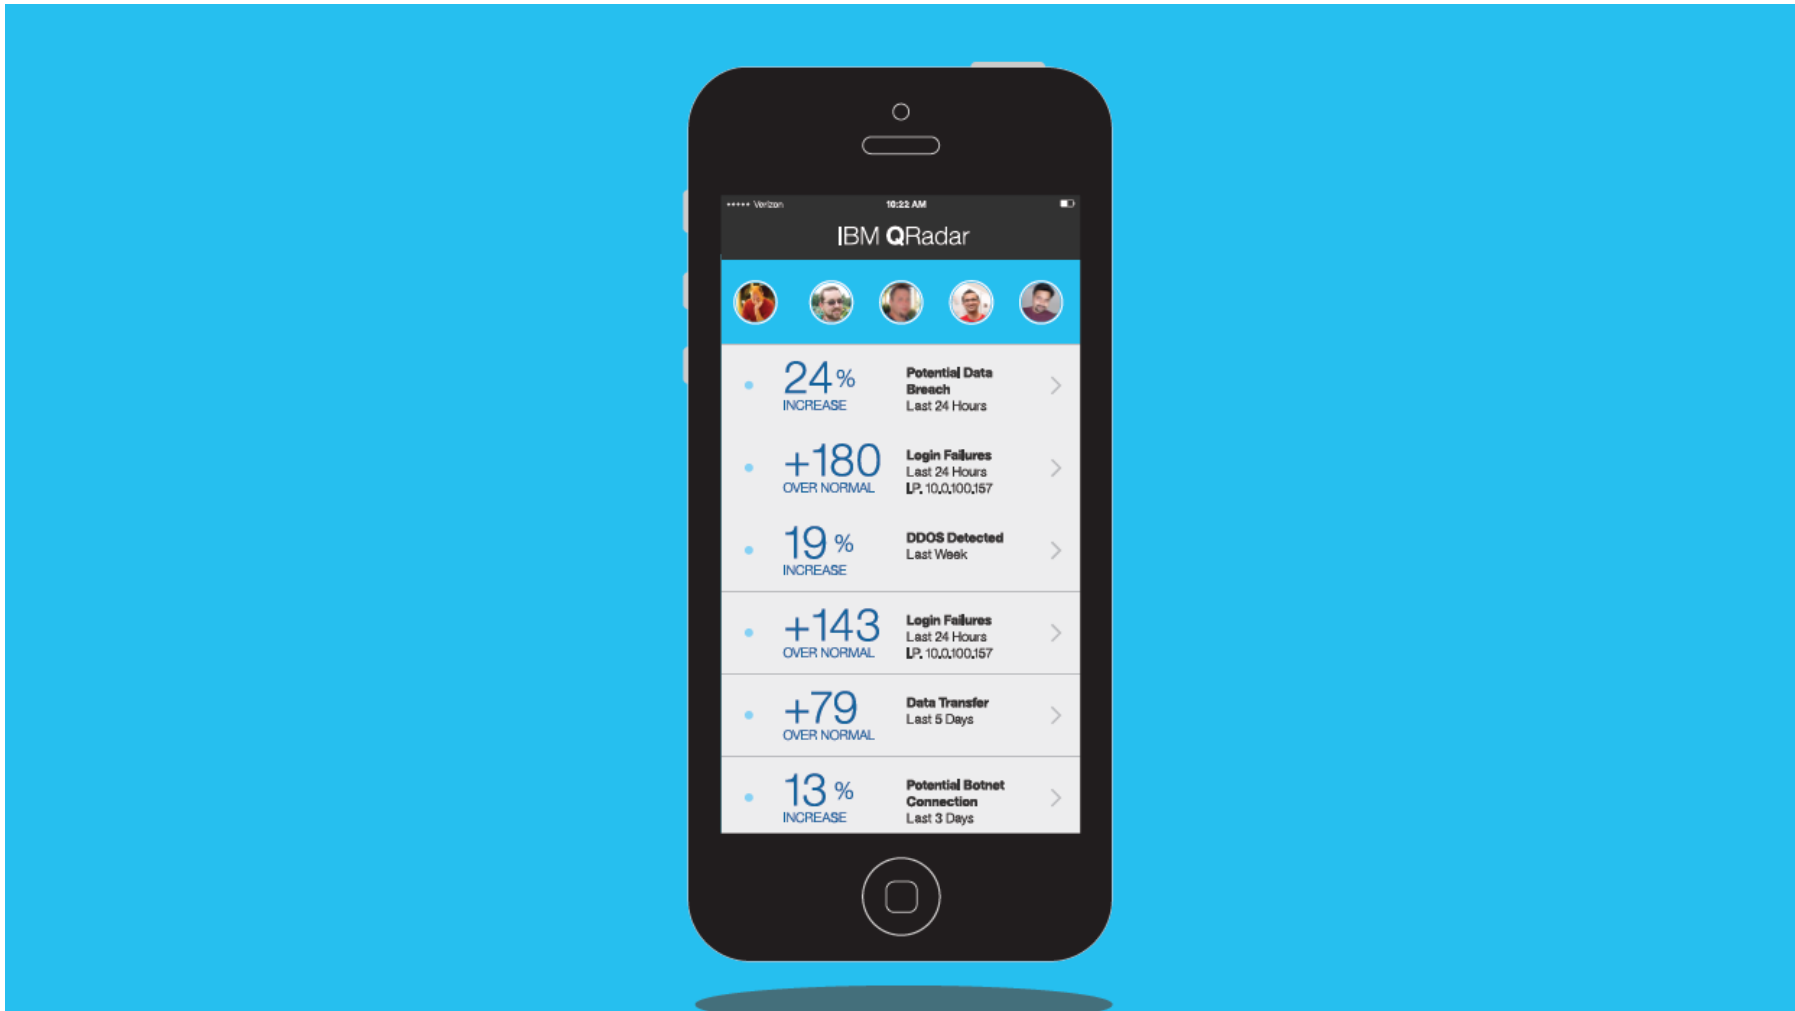 ••••• Verizon 10:22 AM
IBM QRadar
24 % Potential Data
Breach
INCREASE Last 24 Hours
+180 Login Failures
Last 24 Hours
OVER NORMAL I.P. 10.0.100.157
19 % DDOS Detected
Last Week
INCREASE
+143 Login Failures
Last 24 Hours
OVER NORMAL I.P. 10.0.100.157
+79 Data Transfer
Last 5 Days
OVER NORMAL
13 % Potential Botnet
Connection
INCREASE Last 3 Days